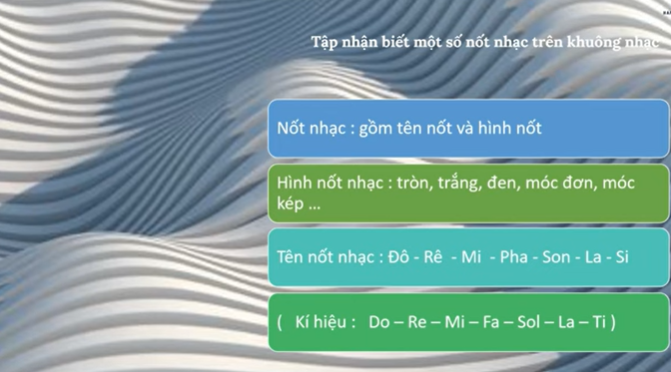 Tập nhận biết một số nốt nhạc trên khuông nhạc
Nốt nhạc : gồm tên nốt và hình nốt
Hình nốt nhạc : tròn, trắng, đen, móc đơn, móc
kép ...
Tên nốt nhạc : Đô - Rê - Mi - Pha - Son - La - Si
( Kí hiệu : Do – Re – Mi – Fa – Sol – La – Ti )